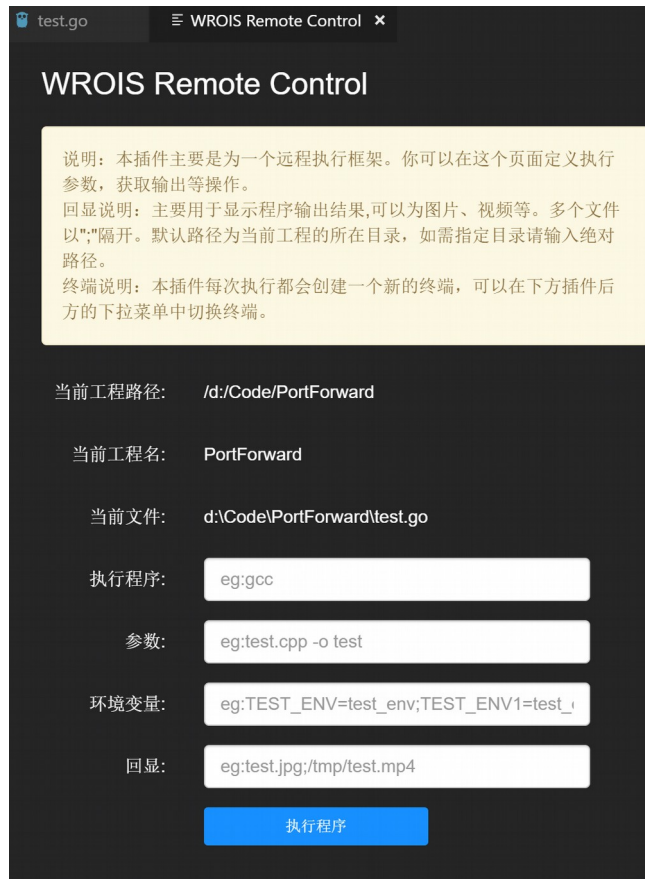 test.go
WROIS Remote Control
WROIS Remote Control
说明：本插件主要是为一个远程执行框架。你可以在这个页面定义执行
参数，获取输出等操作。
回显说明：主要用于显示程序输出结果,可以为图片、视频等。多个文件
以";"隔开。默认路径为当前工程的所在目录，如需指定目录请输入绝对
路径。
终端说明：本插件每次执行都会创建一个新的终端，可以在下方插件后
方的下拉菜单中切换终端。
当前工程路径: /d:/Code/PortForward
当前工程名: PortForward
当前文件: d:\Code\PortForward\test.go
执行程序: eg:gcc
参数: eg:test.cpp -o test
环境变量: eg:TEST_ENV=test_env;TEST_ENV1=test_
回显: eg:test.jpg;/tmp/test.mp4
执行程序